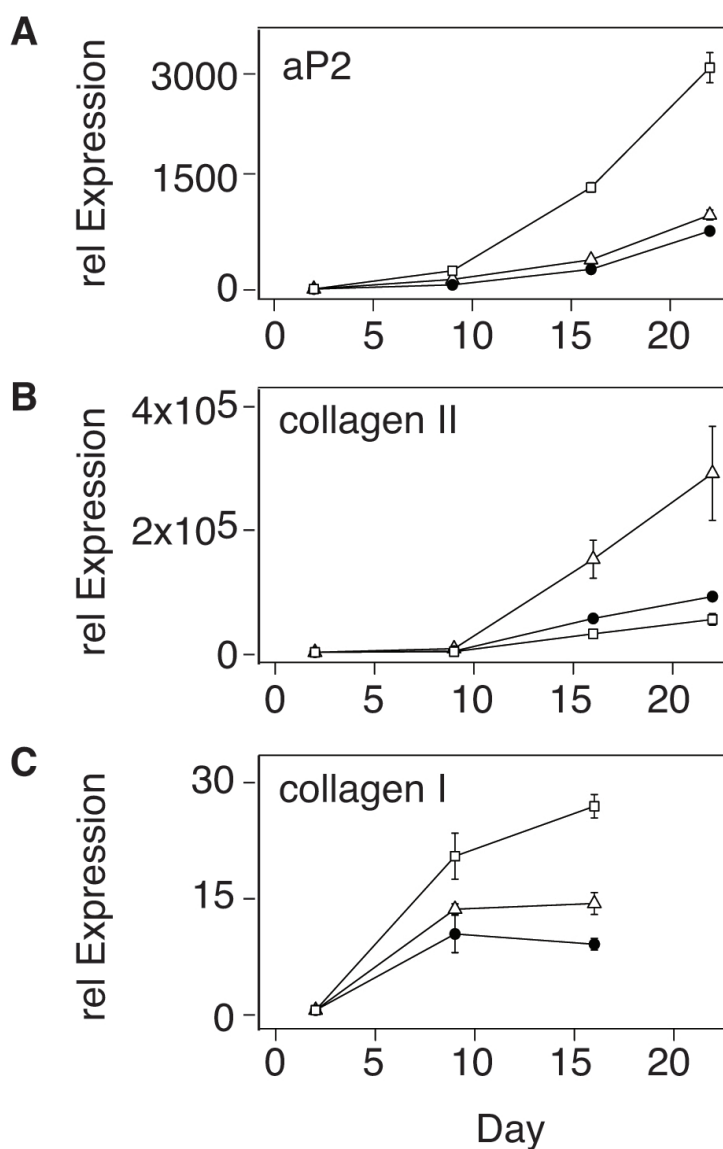 A
aP2
rel Expression
3000
1500
0
0 5 10 15 20
B
collagen II
rel Expression
4x10⁵
2x10⁵
0
0 5 10 15 20
C
collagen I
rel Expression
30
15
0
0 5 10 15 20
Day